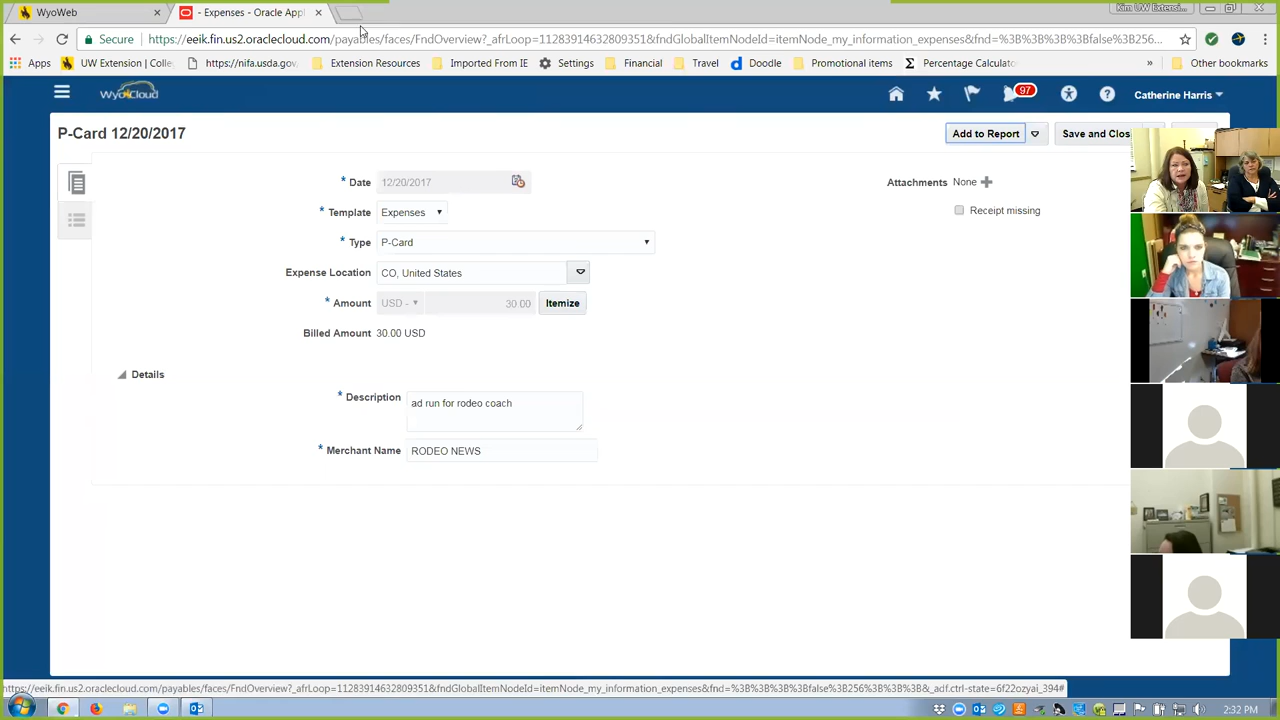 WyoWeb
- Expenses - Oracle Appl
Kim UW Extensi...
Secure
https://eeik.fin.us2.oraclecloud.com/payables/faces/FndOverview?_afrLoop=11283914632809351&fndGlobalItemNodeId=itemNode_my_information_expenses&fnd=%3B%3B%3B%3Bfalse%3B256%3B...
Apps
UW Extension | Colle
https://nifa.usda.gov
Extension Resources
Imported From IE
Settings
Financial
Doodle
Promotional items
Percentage Calculator
»
Other bookmarks
WyoCloud
97
Catherine Harris
P-Card 12/20/2017
Add to Report
Save and Clos
* Date 12/20/2017
Attachments None
* Template Expenses
Receipt missing
* Type P-Card
Expense Location CO, United States
* Amount USD - 30.00 Itemize
Billed Amount 30.00 USD
Details
* Description ad run for rodeo coach
* Merchant Name RODEO NEWS
https://eeik.fin.us2.oraclecloud.com/payables/faces/FndOverview?_afrLoop=11283914632809351&fndGlobalItemNodeId=itemNode_my_information_expenses&fnd=%3B%3B%3B%3Bfalse%3B256%3B%3B%3B&_adf.ctrl-state=6f22ozyai_394#
2:32 PM